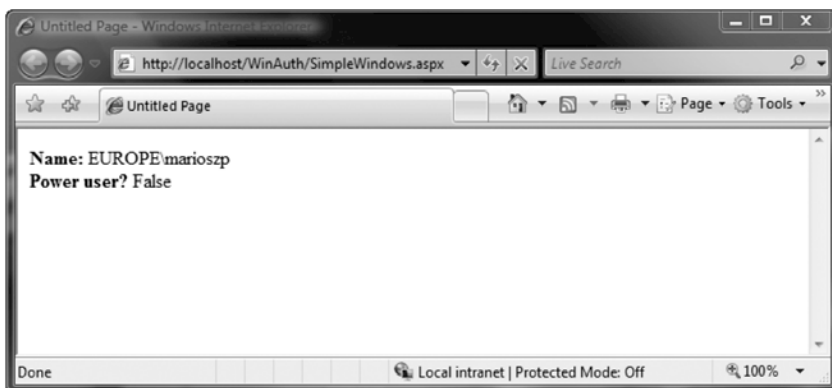 Untitled Page - Windows Internet Explorer
http://localhost/WinAuth/SimpleWindows.aspx
Live Search
Untitled Page
Page
Tools
Name: EUROPE\marioszp
Power user? False
Done
Local intranet | Protected Mode: Off
100%